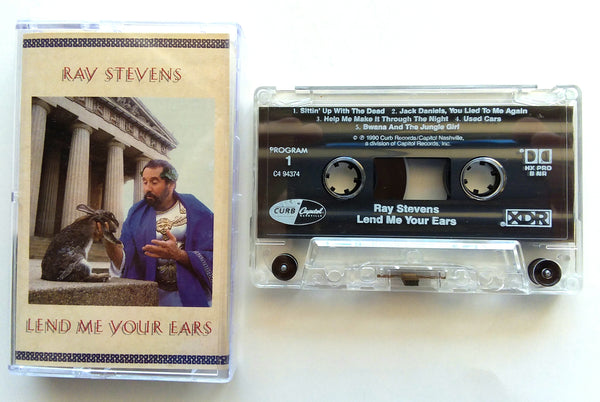 RAY STEVENS
LEND ME YOUR EARS
1. Sittin' Up With The Dead 2. Jack Daniels, You Lied To Me Again
3. Help Me Make It Through The Night 4. Used Cars
5. Bwana And The Jungle Girl
℗ © 1990 Curb Records/Capitol Nashville,
a division of Capitol Records, Inc.
PROGRAM
1
C4 94374
HX PRO
B NR
CURB Capitol
NASHVILLE
Ray Stevens
Lend Me Your Ears
XDR